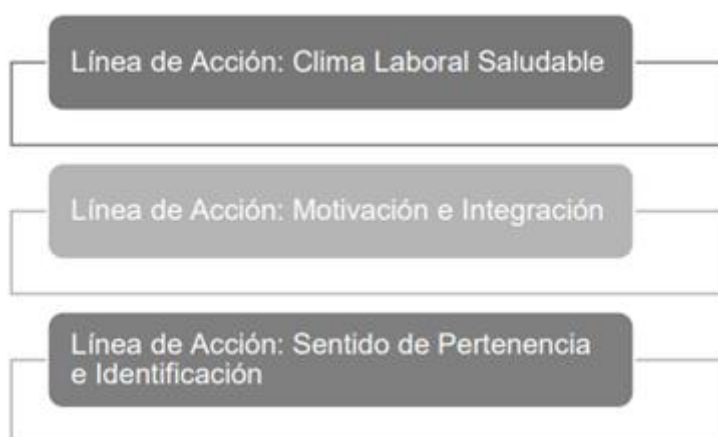 Línea de Acción: Clima Laboral Saludable
Línea de Acción: Motivación e Integración
Línea de Acción: Sentido de Pertenencia
e Identificación